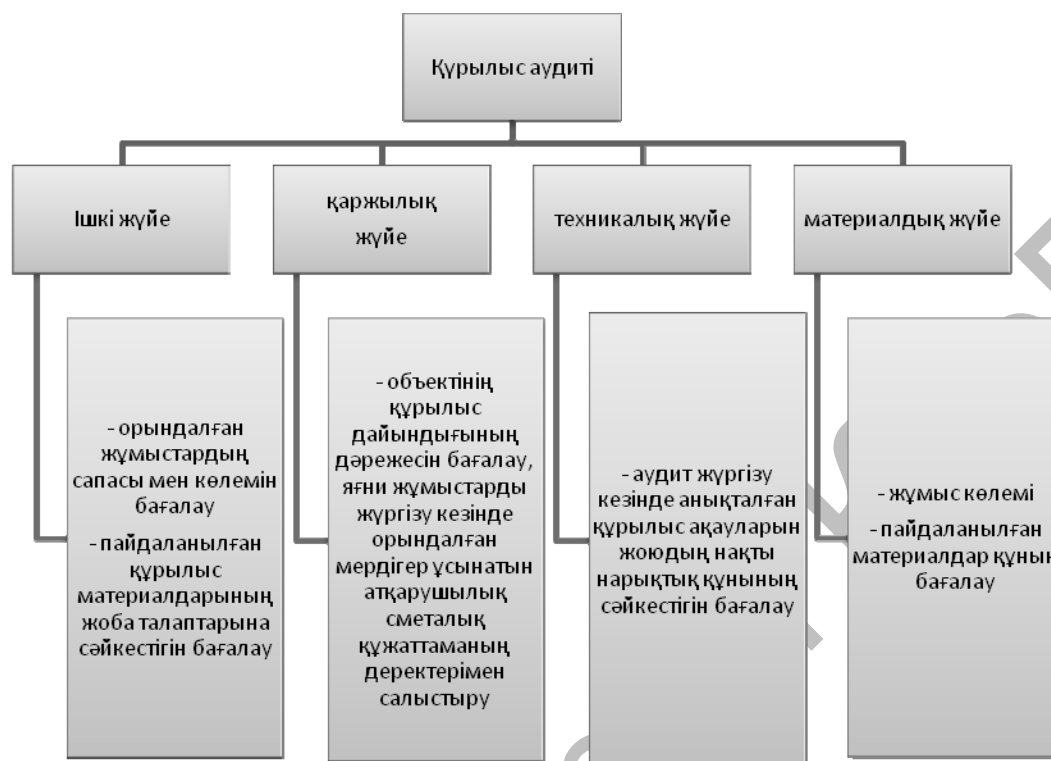 Құрылыс аудиті
Ішкі жүйе
қаржылық
жүйе
техникалық жүйе
материалдық жүйе
- орындалған
жұмыстардың
сапасы мен көлемін
бағалау
- пайдаланылған
құрылыс
материалдарының
жоба талаптарына
сәйкестігін бағалау
- объектінің
құрылыс
дайындығының
дәрежесін бағалау,
яғни жұмыстарды
жүргізу кезінде
орындалған
мердігер ұсынатын
атқарушылық
сметалық
құжаттаманың
деректерімен
салыстыру
- аудит жүргізу
кезінде анықталған
құрылыс ақауларын
жоюдың нақты
нарықтық құнының
сәйкестігін бағалау
- жұмыс көлемі
- пайдаланылған
материалдар құнын
бағалау